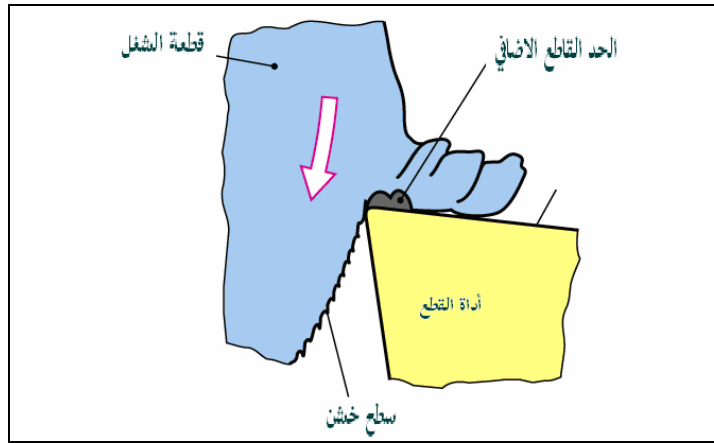 قطعة الشغل
الحد القاطع الاضافي
أداة القطع
سطح خشن